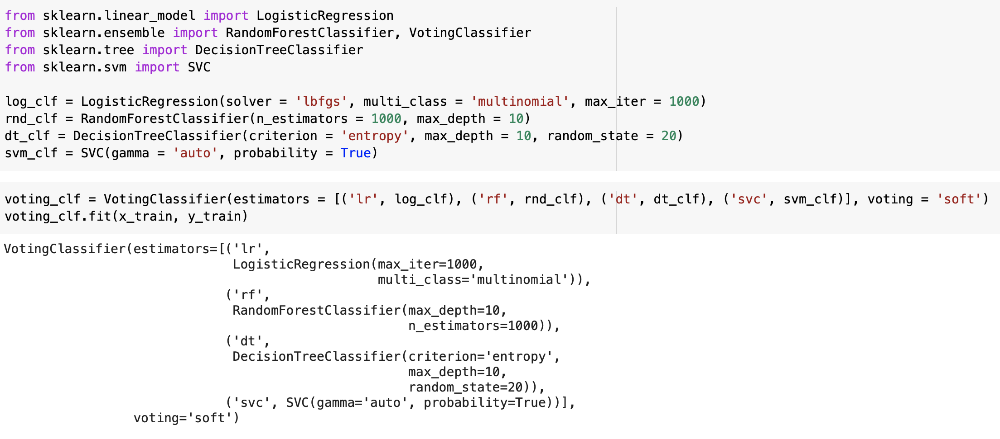 from sklearn.linear_model import LogisticRegression
from sklearn.ensemble import RandomForestClassifier, VotingClassifier
from sklearn.tree import DecisionTreeClassifier
from sklearn.svm import SVC

log_clf = LogisticRegression(solver = 'lbfgs', multi_class = 'multinomial', max_iter = 1000)
rnd_clf = RandomForestClassifier(n_estimators = 1000, max_depth = 10)
dt_clf = DecisionTreeClassifier(criterion = 'entropy', max_depth = 10, random_state = 20)
svm_clf = SVC(gamma = 'auto', probability = True)

voting_clf = VotingClassifier(estimators = [('lr', log_clf), ('rf', rnd_clf), ('dt', dt_clf), ('svc', svm_clf)], voting = 'soft')
voting_clf.fit(x_train, y_train)

VotingClassifier(estimators=[('lr',
                              LogisticRegression(max_iter=1000,
                                                 multi_class='multinomial')),
                             ('rf',
                              RandomForestClassifier(max_depth=10,
                                                     n_estimators=1000)),
                             ('dt',
                              DecisionTreeClassifier(criterion='entropy',
                                                     max_depth=10,
                                                     random_state=20)),
                             ('svc', SVC(gamma='auto', probability=True))],
                 voting='soft')